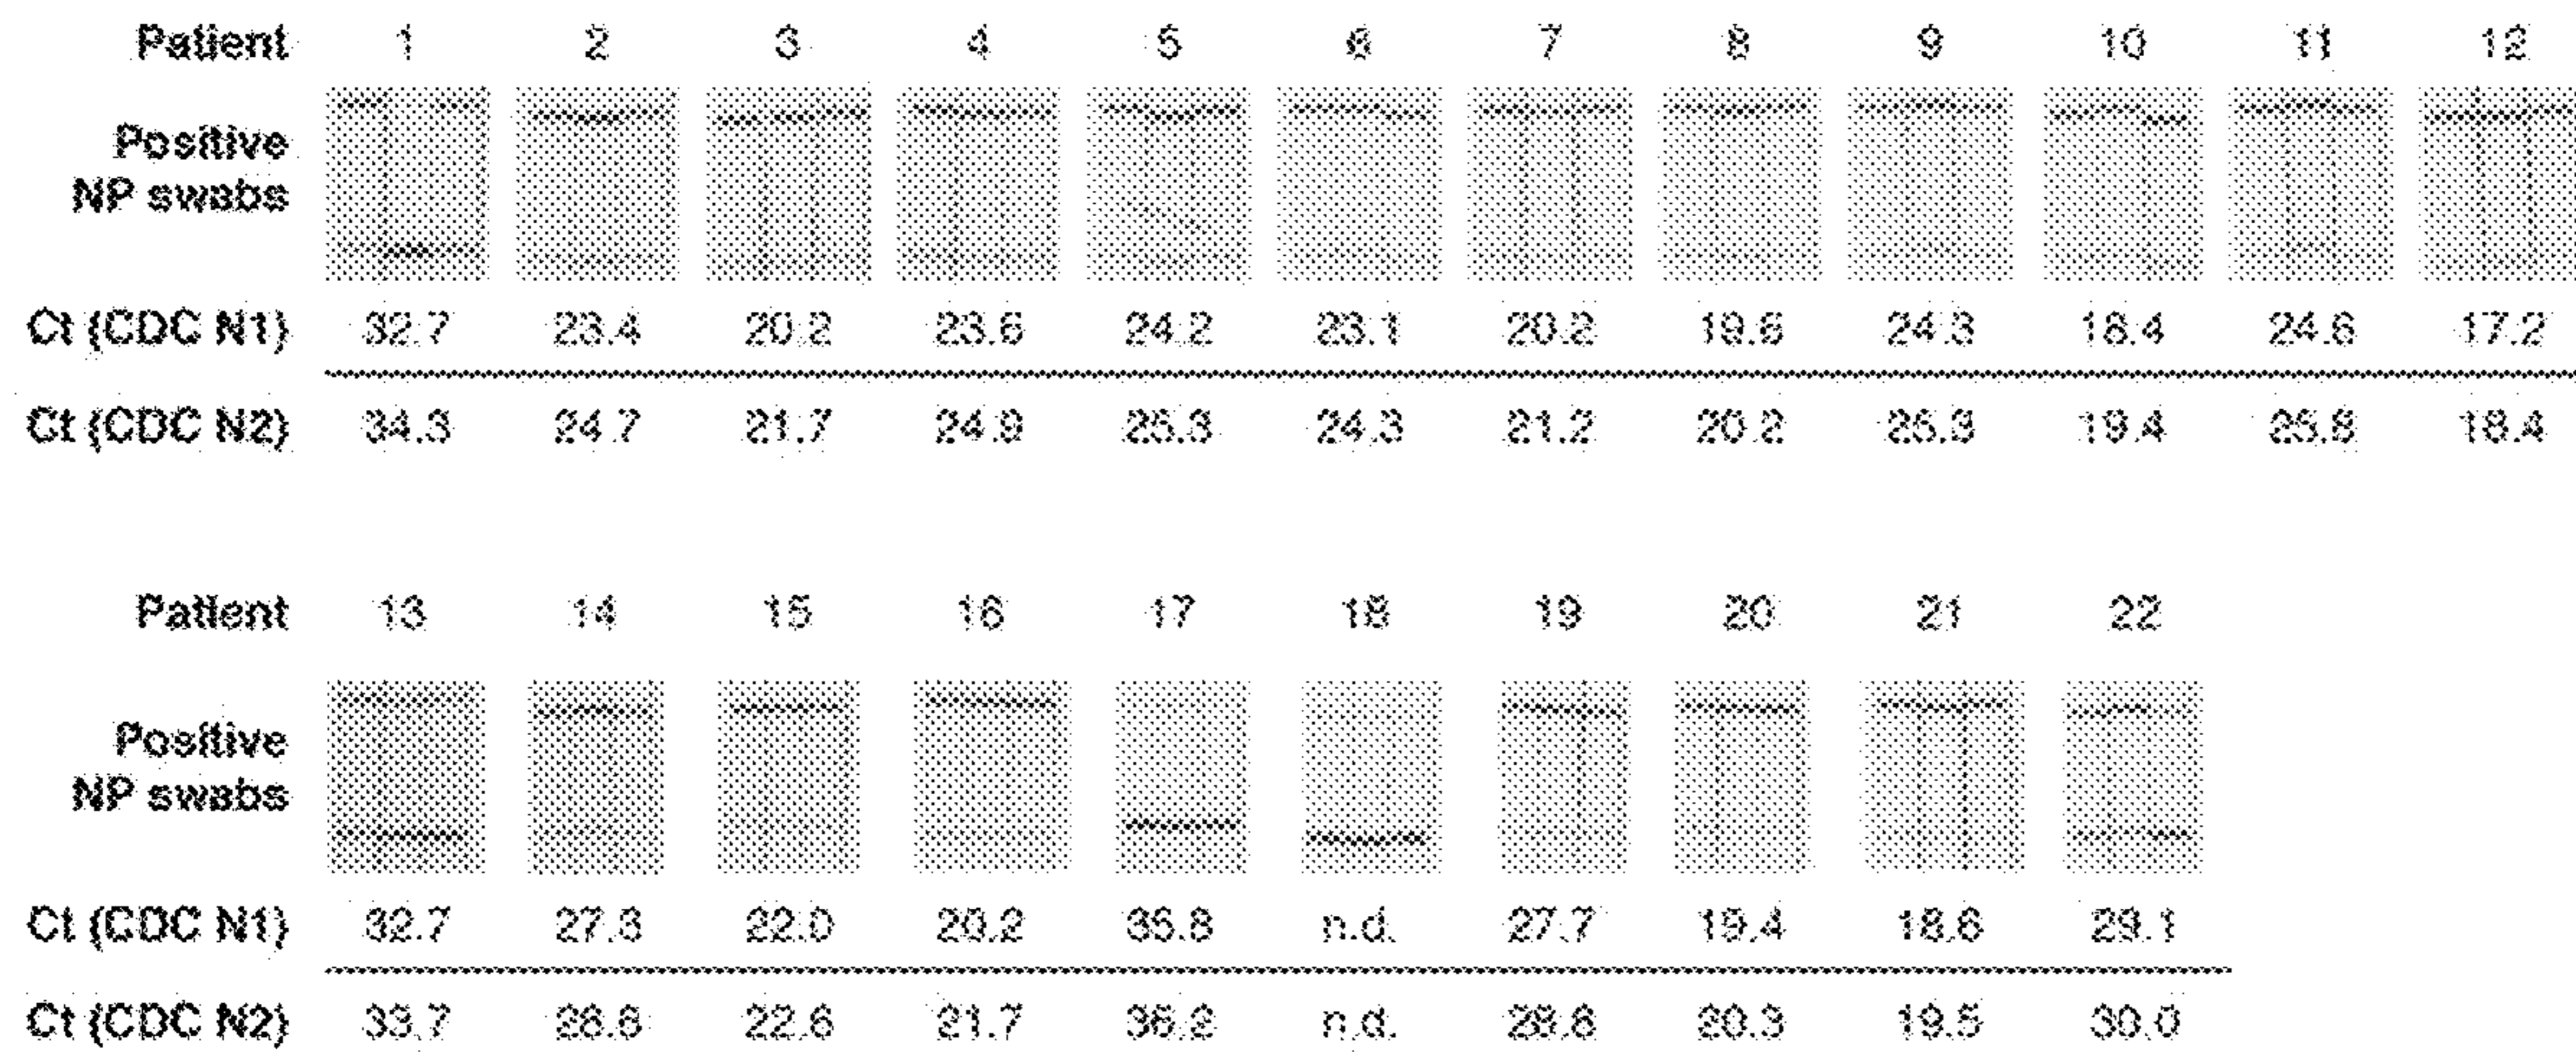 Patient 1 2 3 4 5 6 7 8 9 10 11 12
Positive
NP swabs
Ct (CDC N1) 32.7 23.4 20.2 23.6 24.2 23.1 20.2 19.6 24.3 18.4 24.6 17.2
Ct (CDC N2) 34.3 24.7 21.7 24.9 25.3 24.3 21.2 20.2 25.3 19.4 25.8 18.4
Patient 13 14 15 16 17 18 19 20 21 22
Positive
NP swabs
Ct (CDC N1) 32.7 27.3 22.0 20.2 35.8 n.d. 27.7 19.4 18.6 29.1
Ct (CDC N2) 33.7 28.8 22.6 21.7 36.2 n.d. 28.8 20.3 19.5 30.0